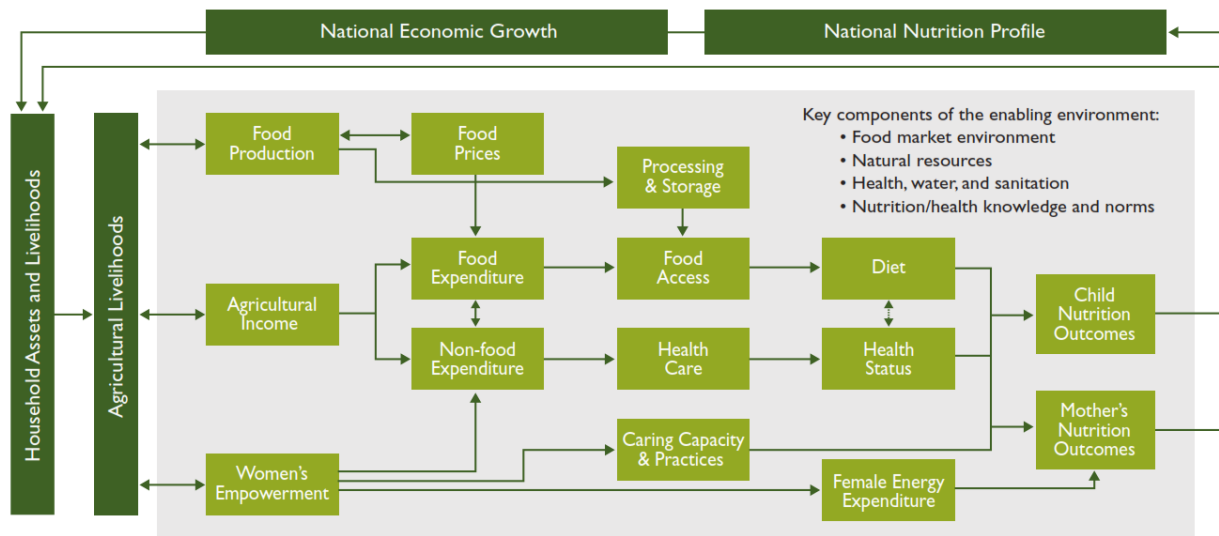 National Economic Growth
National Nutrition Profile
Household Assets and Livelihoods
Agricultural Livelihoods
Food
Production
Food
Prices
Processing
& Storage
Key components of the enabling environment:
• Food market environment
• Natural resources
• Health, water, and sanitation
• Nutrition/health knowledge and norms
Agricultural
Income
Food
Expenditure
Food
Access
Diet
Non-food
Expenditure
Health
Care
Health
Status
Child
Nutrition
Outcomes
Women's
Empowerment
Caring Capacity
& Practices
Female Energy
Expenditure
Mother's
Nutrition
Outcomes